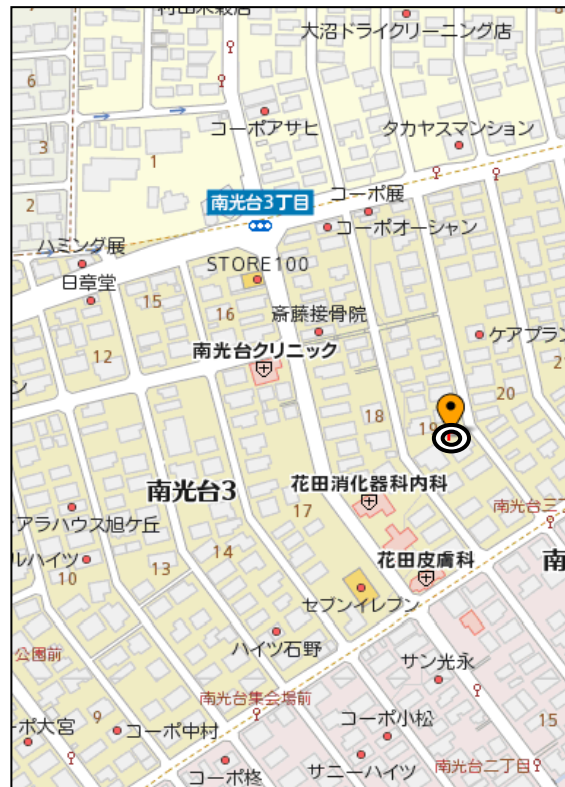 大沼ドライクリーニング店
6
3
コーポアサヒ
タカヤスマンション
1
2
南光台3丁目
コーポ展
コーポオーシャン
ハミング展
STORE100
日章堂
15
16
斎藤接骨院
ケアプラン
南光台クリニック
12
20
18
19
南光台3
花田消化器科内科
17
南光台三丁
アラハウス旭ケ丘
ルハイツ
14
花田皮膚科
南
10
13
セブンイレブン
公園前
ハイツ石野
サン光永
南光台集会場前
9
ーポ大宮
コーポ中村
コーポ小松
15
コーポ柊
サニーハイツ
南光台二丁目